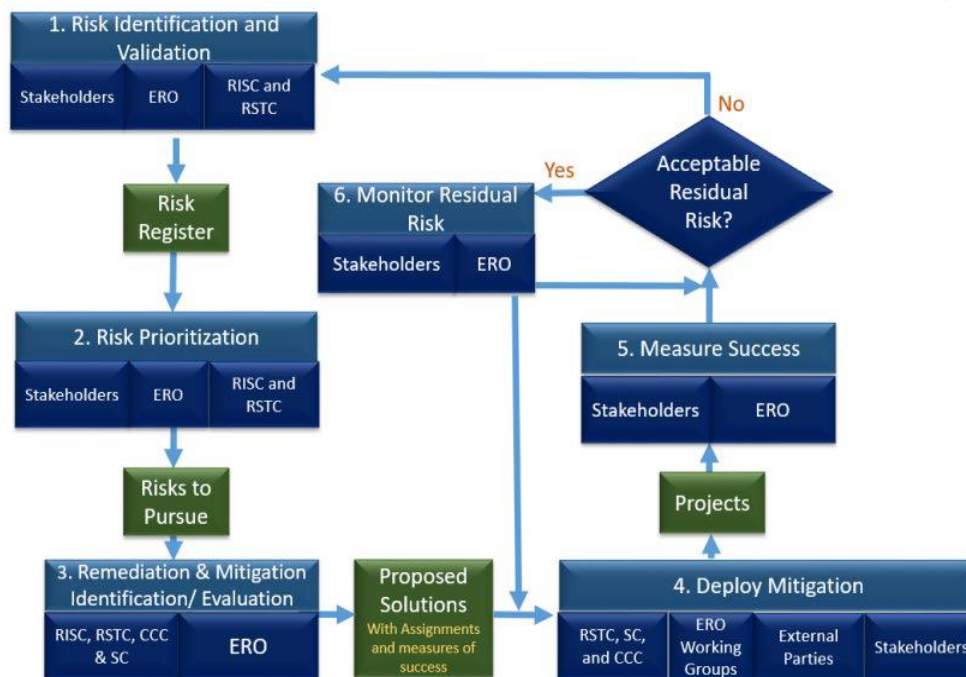 1. Risk Identification and
Validation
Stakeholders
ERO
RISC and
RSTC
Risk
Register
2. Risk Prioritization
Stakeholders
ERO
RISC and
RSTC
Risks to
Pursue
3. Remediation & Mitigation
Identification/ Evaluation
RISC, RSTC, CCC
& SC
ERO
Proposed
Solutions
With Assignments
and measures of
success
4. Deploy Mitigation
RSTC, SC,
and CCC
ERO
Working
Groups
External
Parties
Stakeholders
Projects
5. Measure Success
Stakeholders
ERO
Acceptable
Residual
Risk?
No
Yes
6. Monitor Residual
Risk
Stakeholders
ERO